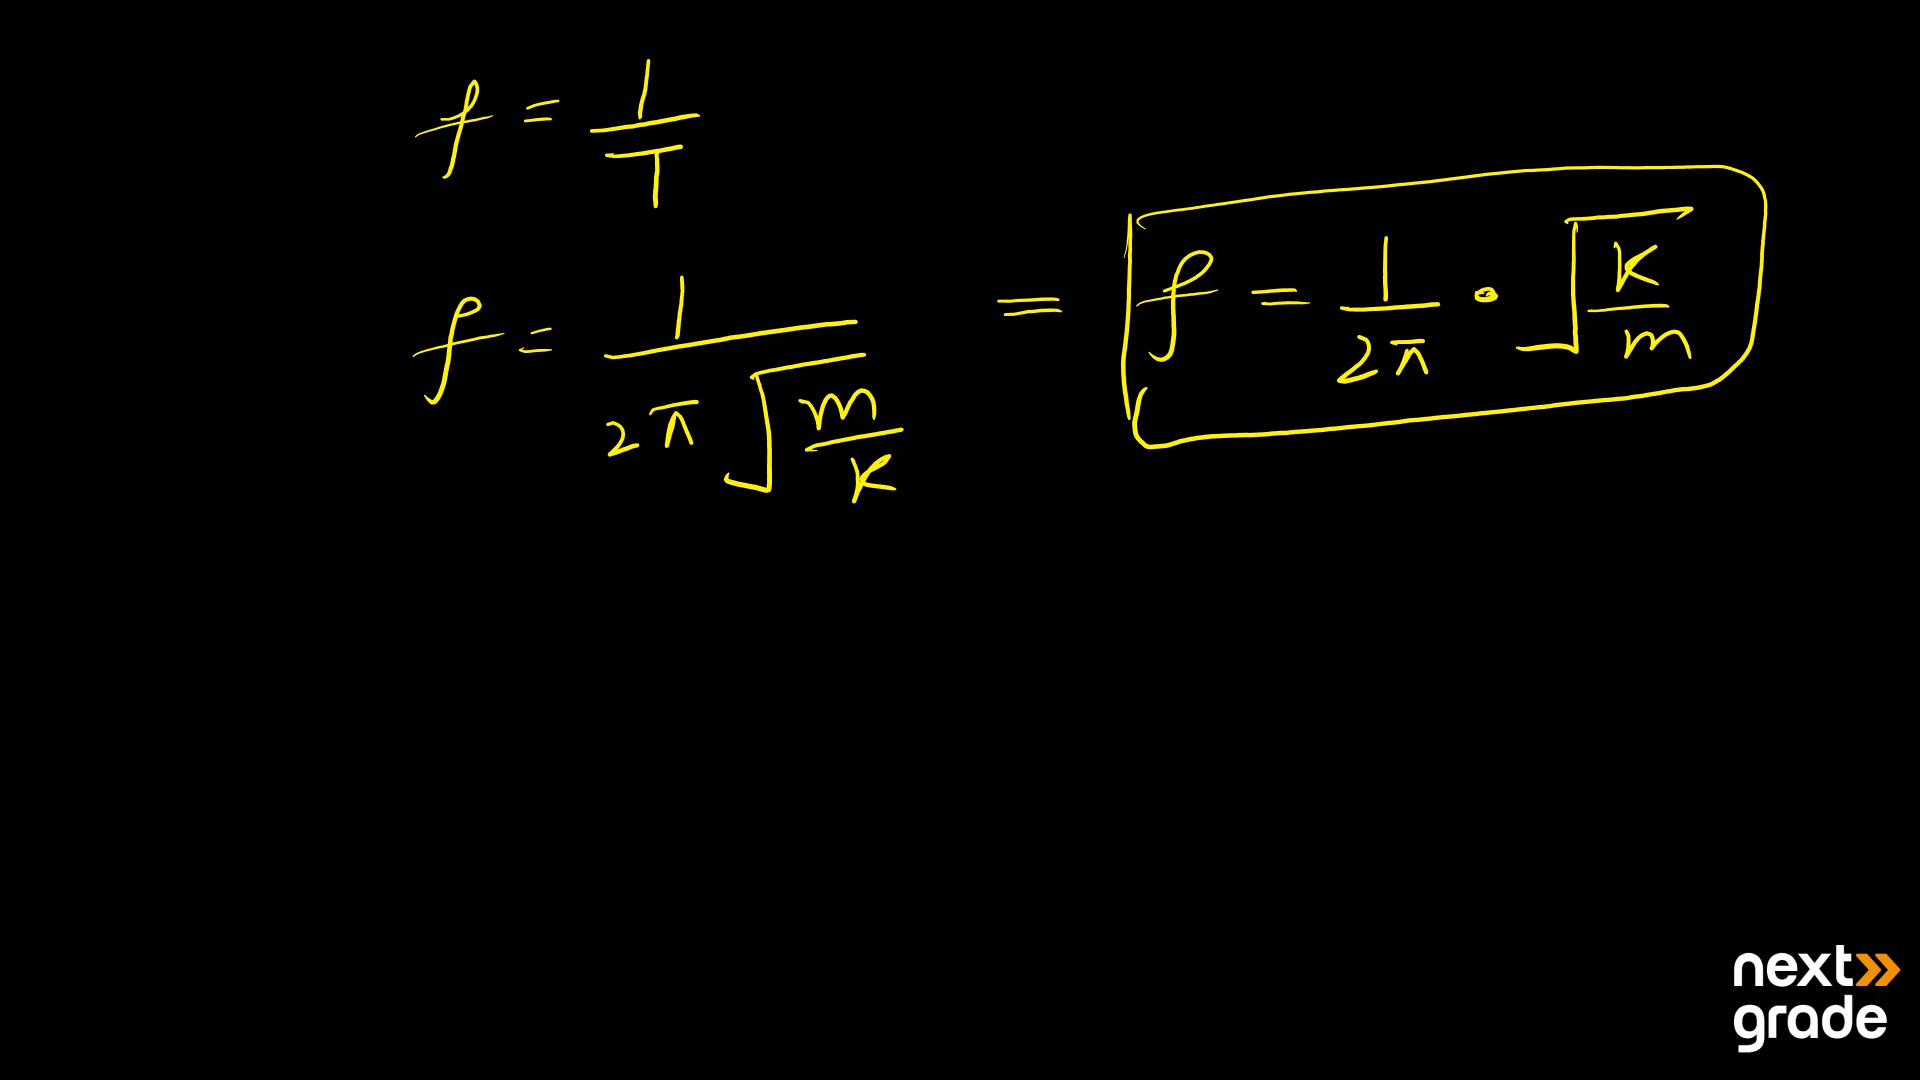 f = 1/T
f = 1/(2π√(m/K)) = f = 1/2π · √(K/m)
next
grade